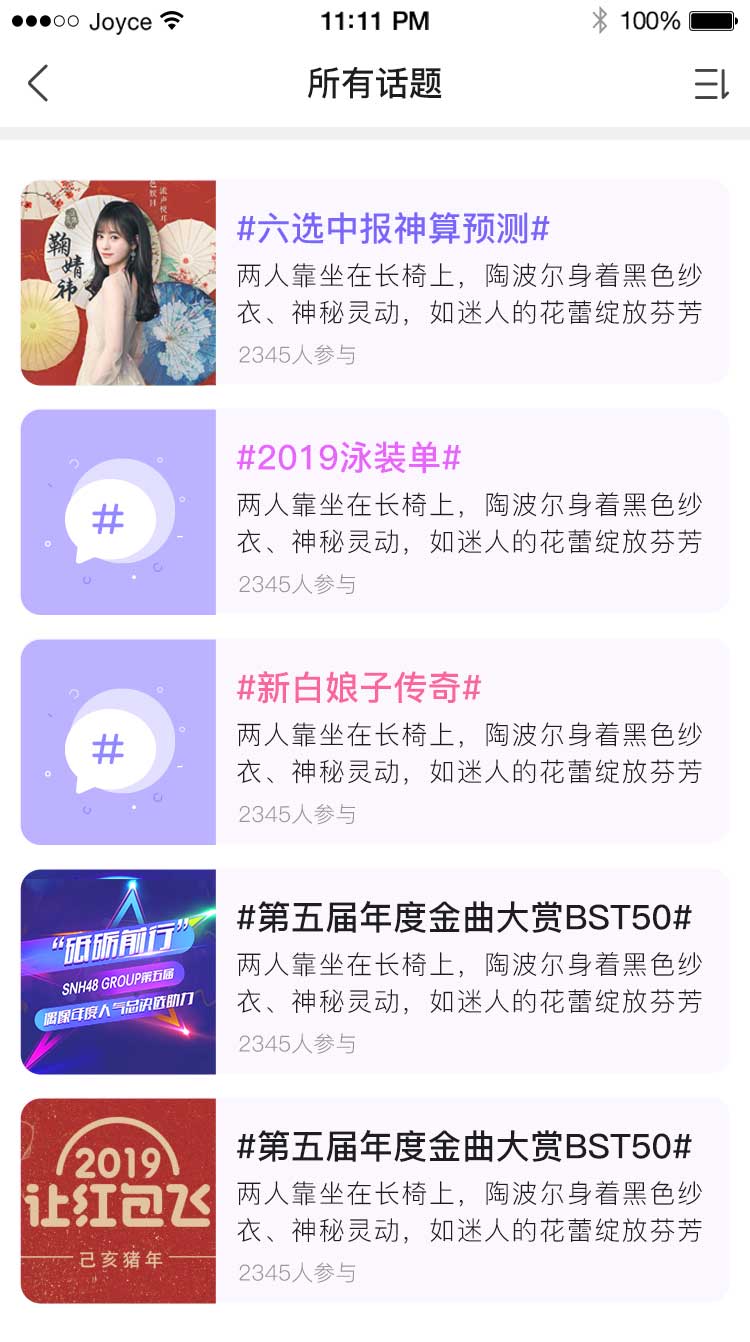 Joyce
11:11 PM
100%
所有话题
鞠婧祎
#六选中报神算预测#
两人靠坐在长椅上，陶波尔身着黑色纱
衣、神秘灵动，如迷人的花蕾绽放芬芳
2345人参与
#
#2019泳装单#
两人靠坐在长椅上，陶波尔身着黑色纱
衣、神秘灵动，如迷人的花蕾绽放芬芳
2345人参与
#
#新白娘子传奇#
两人靠坐在长椅上，陶波尔身着黑色纱
衣、神秘灵动，如迷人的花蕾绽放芬芳
2345人参与
“砥砺前行”
SNH48 GROUP第五届
偶像年度人气总决选助力
#第五届年度金曲大赏BST50#
两人靠坐在长椅上，陶波尔身着黑色纱
衣、神秘灵动，如迷人的花蕾绽放芬芳
2345人参与
2019
让红包飞
己亥猪年
#第五届年度金曲大赏BST50#
两人靠坐在长椅上，陶波尔身着黑色纱
衣、神秘灵动，如迷人的花蕾绽放芬芳
2345人参与